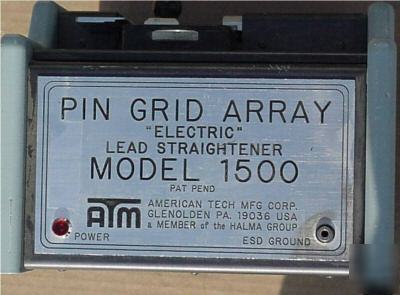 PIN GRID ARRAY
"ELECTRIC"
LEAD STRAIGHTENER
MODEL 1500
PAT PEND
ATM
AMERICAN TECH MFG CORP.
GLENOLDEN PA. 19036 USA
a MEMBER of the HALMA GROUP
POWER
ESD GROUND